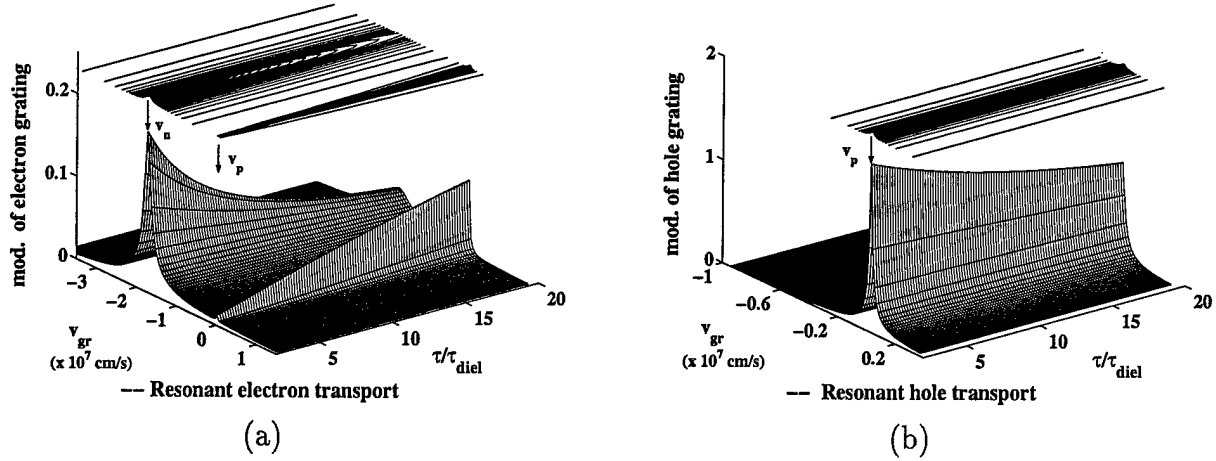 mod. of electron grating
0.2
0.1
0
v_n
v_p
−3
−2
−1
0
1
v_gr
(x 10^7 cm/s)
5
10
15
20
τ/τ_diel
−− Resonant electron transport
(a)
mod. of hole grating
2
1
0
v_p
−1
−0.6
−0.2
0.2
v_gr
(x 10^7 cm/s)
5
10
15
20
τ/τ_diel
−− Resonant hole transport
(b)